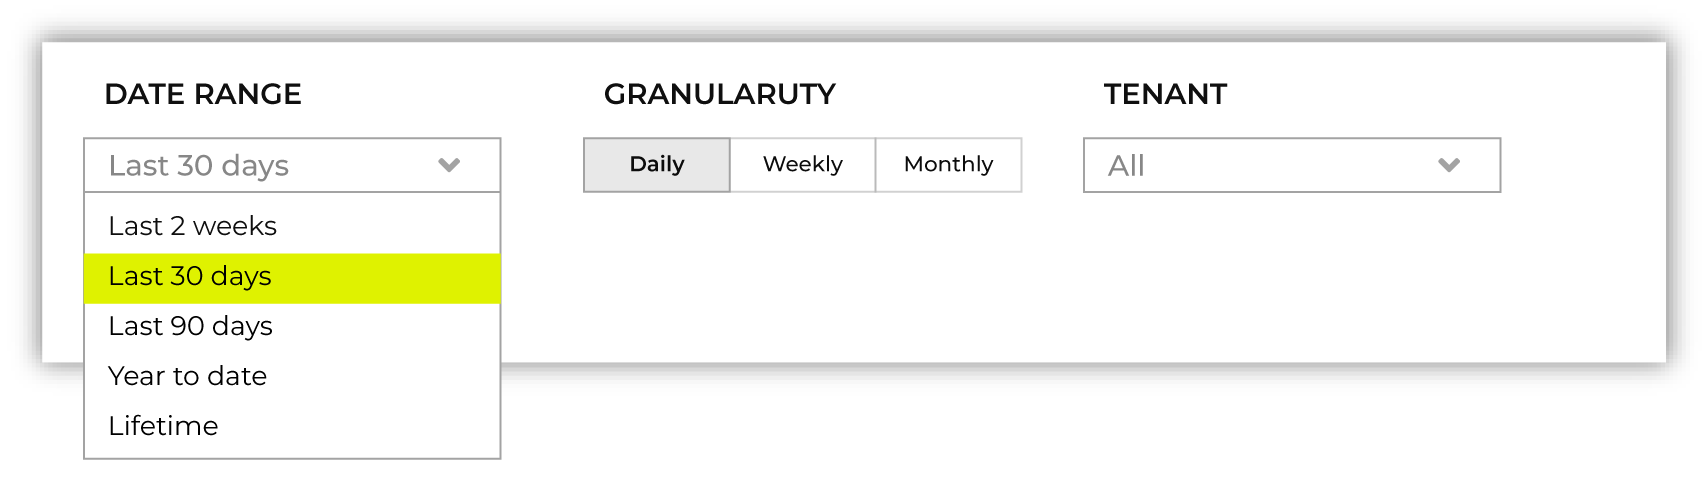 DATE RANGE
GRANULARUTY
TENANT
Last 30 days
Daily
Weekly
Monthly
All
Last 2 weeks
Last 30 days
Last 90 days
Year to date
Lifetime